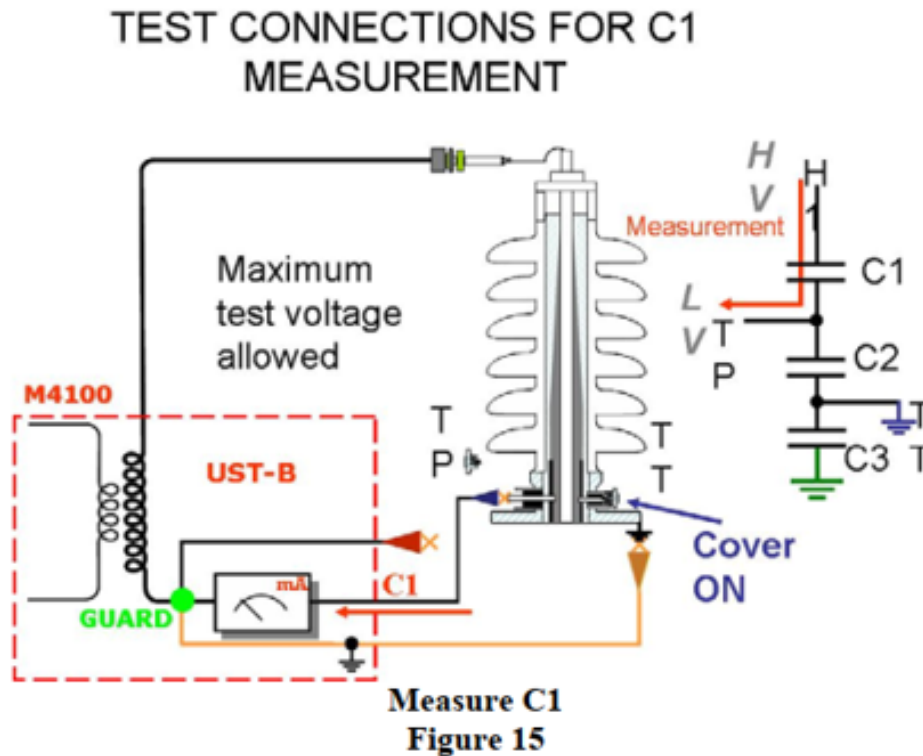 TEST CONNECTIONS FOR C1
MEASUREMENT
H
V
H
1
Measurement
C1
L
V
T
P
C2
T
T
C3
Maximum
test voltage
allowed
M4100
UST-B
T
P
T
T
Cover
ON
mA
C1
GUARD
Measure C1
Figure 15